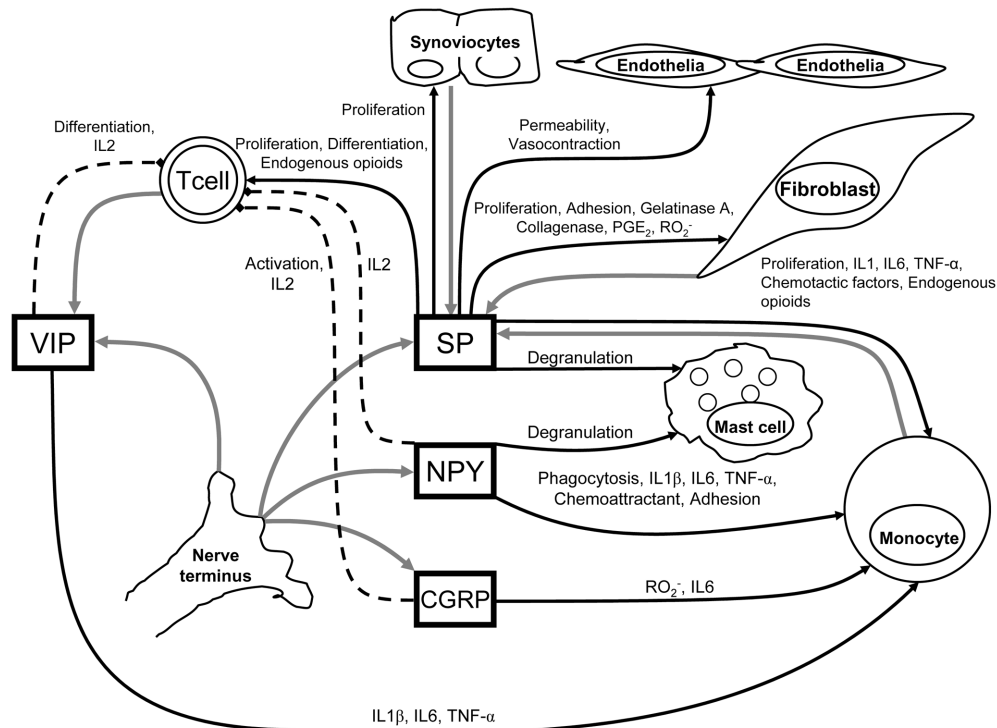 Synoviocytes
Endothelia
Endothelia
Proliferation
Differentiation,
IL2
Permeability,
Vasocontraction
Proliferation, Differentiation,
Endogenous opioids
Tcell
Fibroblast
Proliferation, Adhesion, Gelatinase A,
Collagenase, PGE₂, RO₂⁻
Activation,
IL2
IL2
Proliferation, IL1, IL6, TNF-α,
Chemotactic factors, Endogenous
opioids
VIP
SP
Degranulation
Mast cell
Degranulation
NPY
Phagocytosis, IL1β, IL6, TNF-α,
Chemoattractant, Adhesion
Monocyte
Nerve
terminus
CGRP
RO₂⁻, IL6
IL1β, IL6, TNF-α